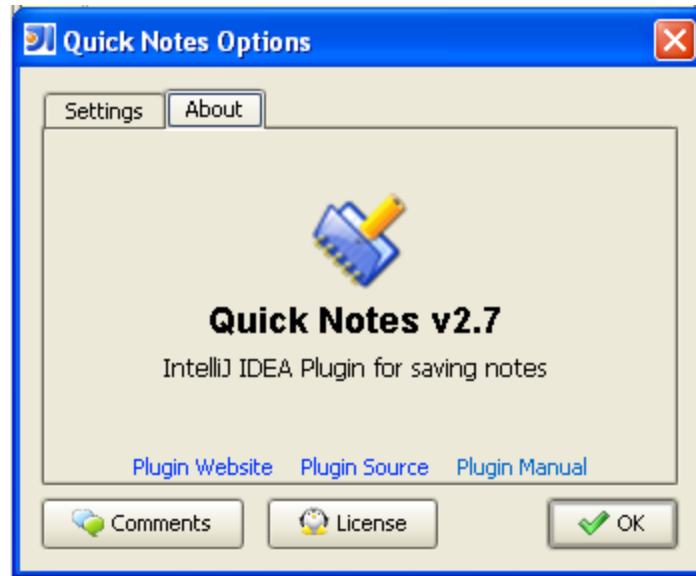 Quick Notes Options
Settings About
Quick Notes v2.7
IntelliJ IDEA Plugin for saving notes
Plugin Website Plugin Source Plugin Manual
Comments License OK